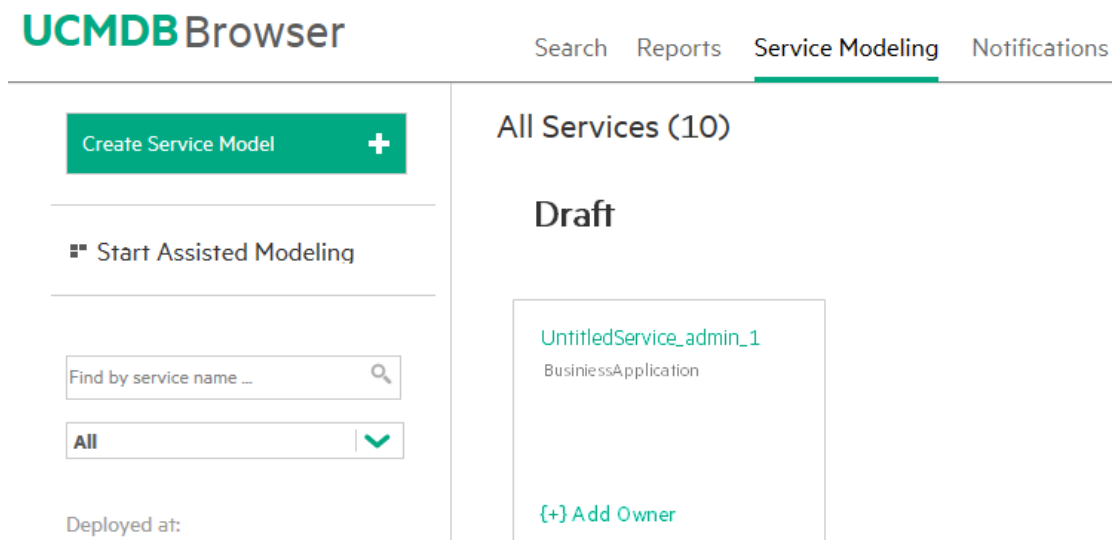 UCMDB Browser
Search Reports Service Modeling Notifications
Create Service Model
Start Assisted Modeling
Find by service name ...
All
Deployed at:
All Services (10)
Draft
UntitledService_admin_1
BusiniessApplication
{+} Add Owner